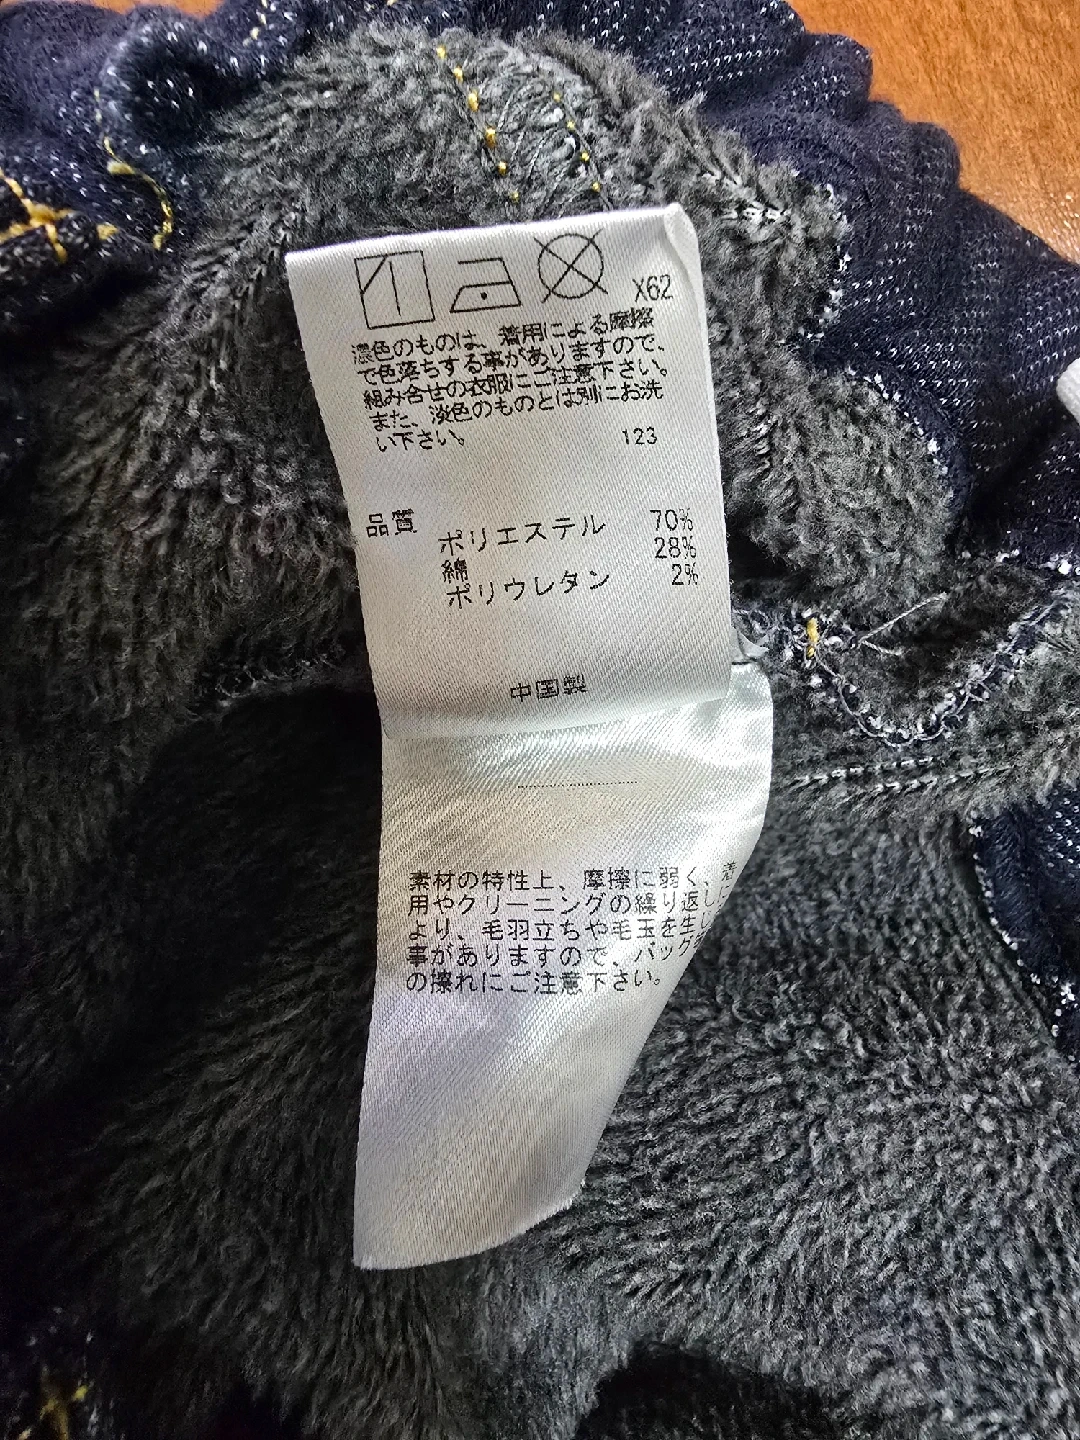 X62
濃色のものは、着用による摩擦
で色落ちする事がありますので、
組み合せの衣服にご注意下さい。
また、淡色のものとは別にお洗
い下さい。
123
品質
ポリエステル 70%
綿 28%
ポリウレタン 2%
中国製
素材の特性上、摩擦に弱く、着
用やクリーニングの繰り返しに
より、毛羽立ちや毛玉を生じ
事がありますので、バッグ
の擦れにご注意下さい。